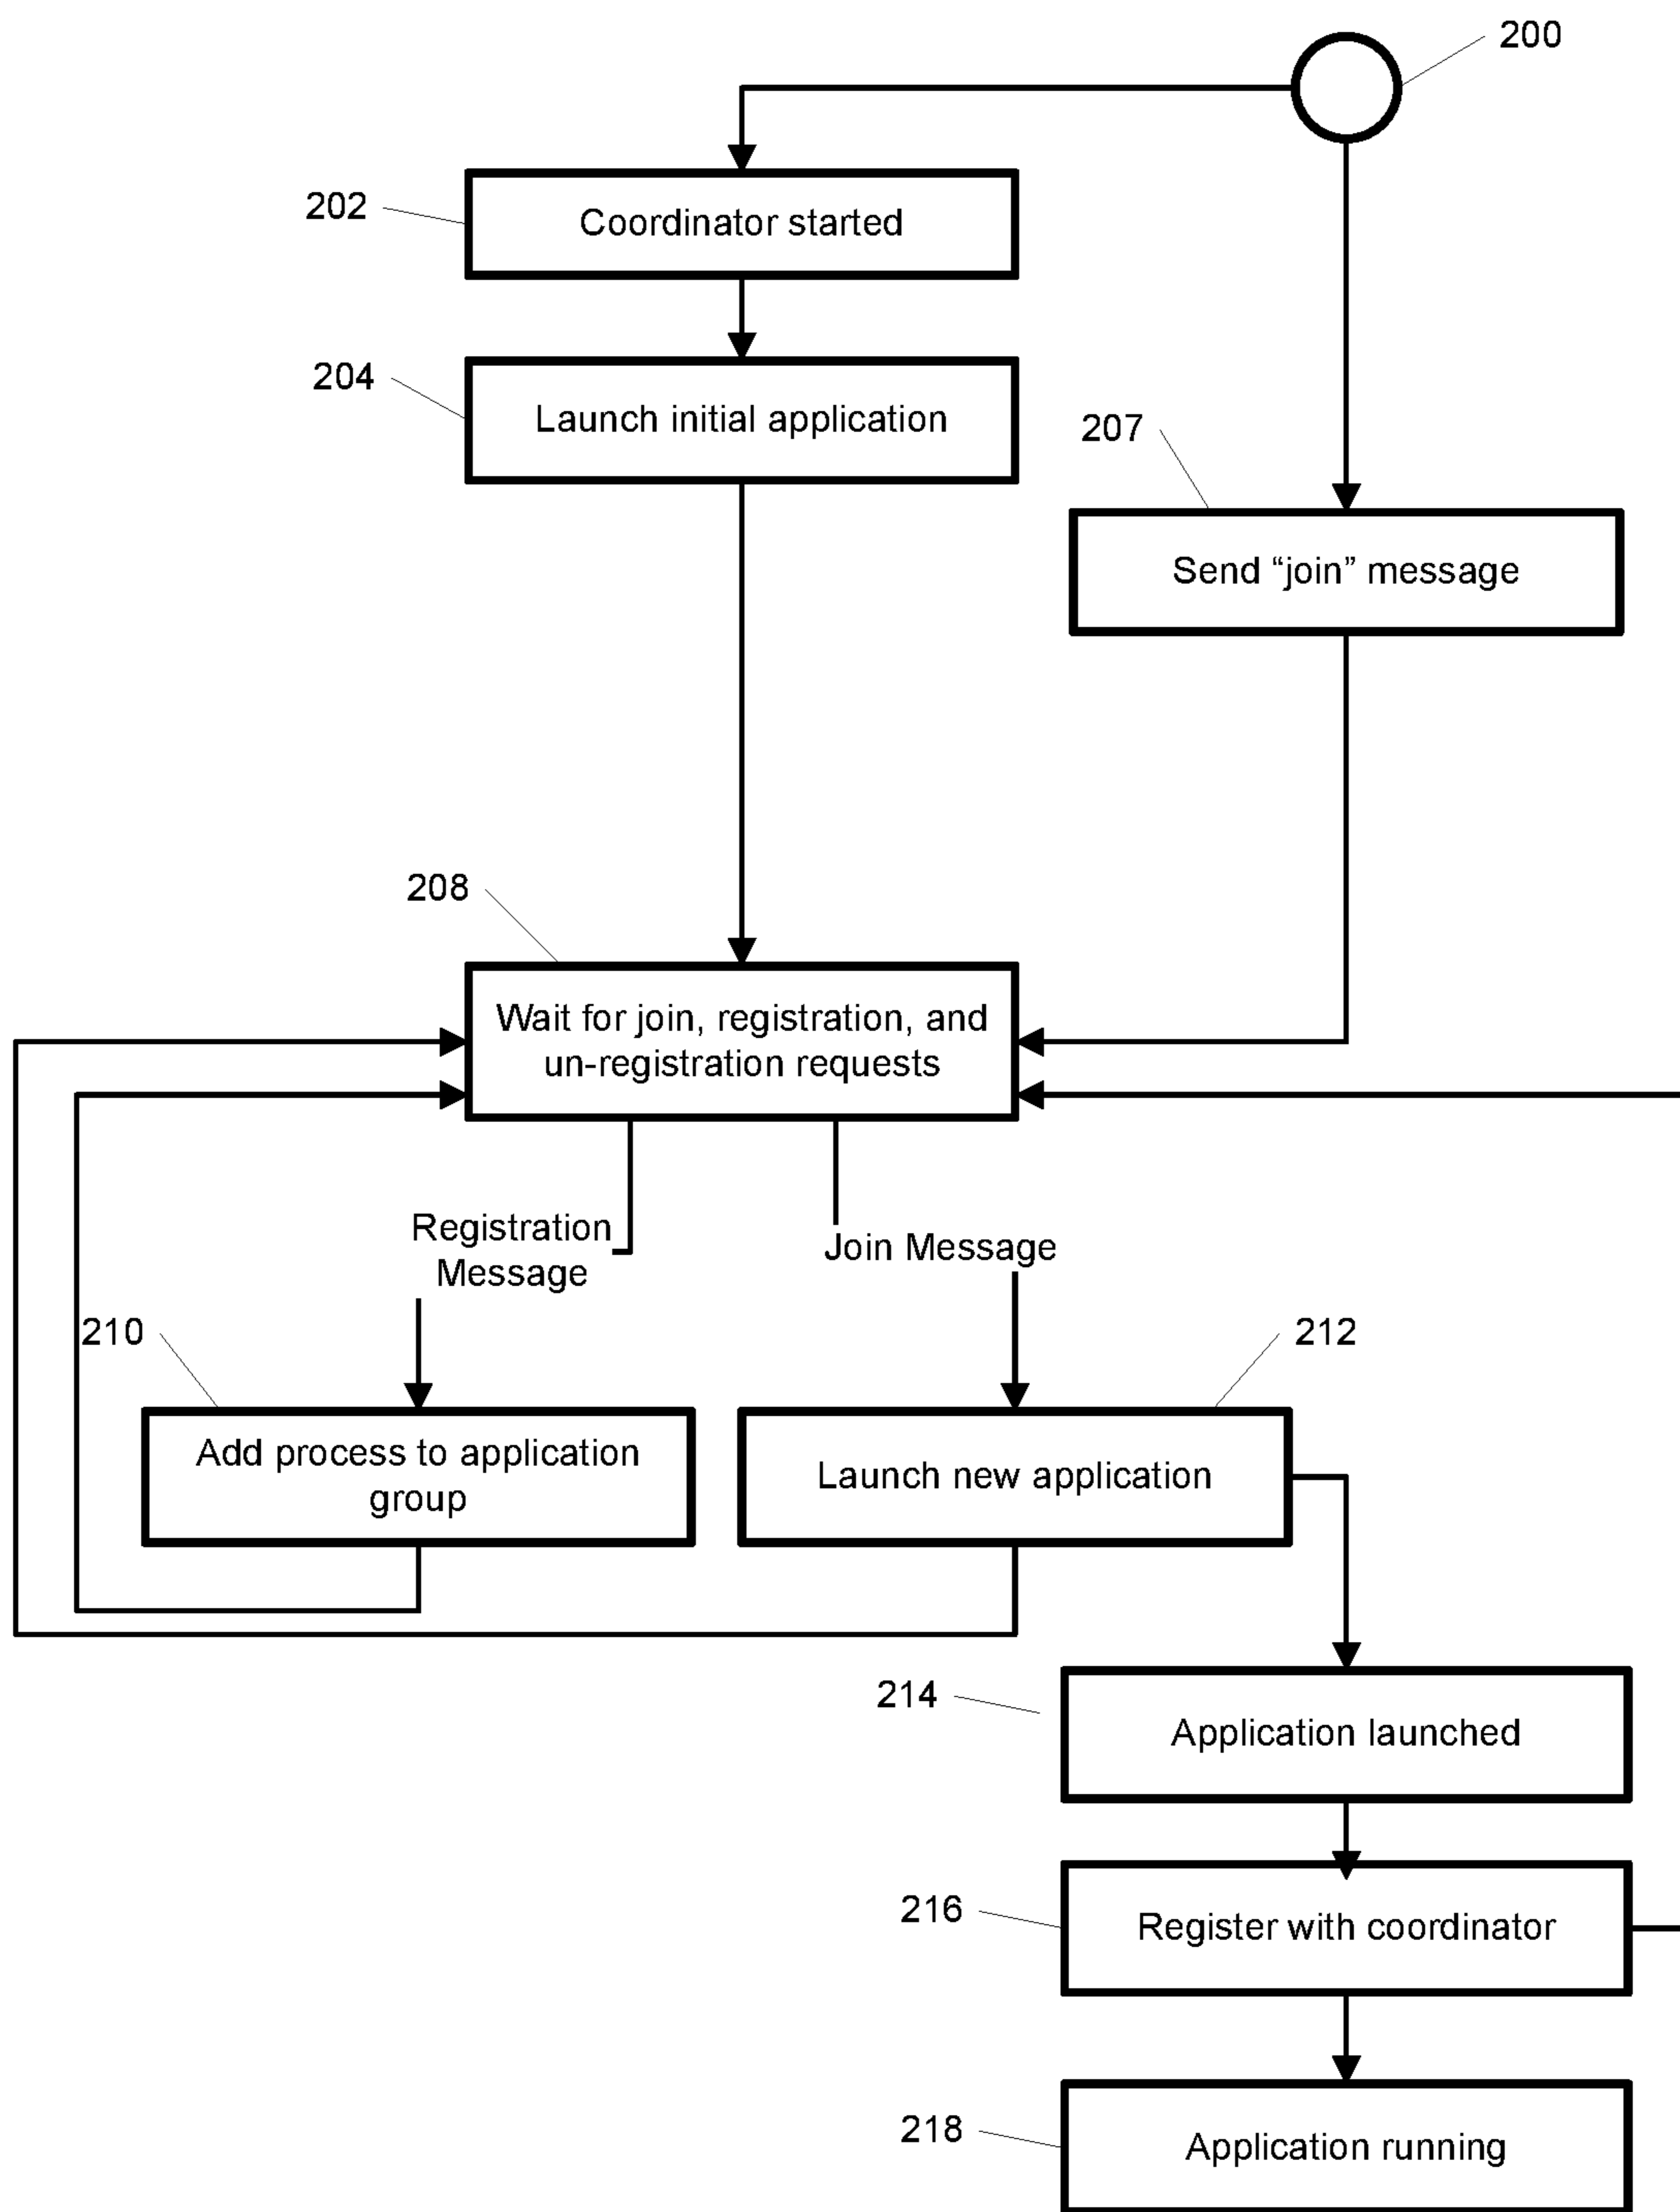 200
202
Coordinator started
204
Launch initial application
207
Send “join” message
208
Wait for join, registration, and
un-registration requests
Registration
Message
Join Message
210
212
Add process to application
group
Launch new application
214
Application launched
216
Register with coordinator
218
Application running